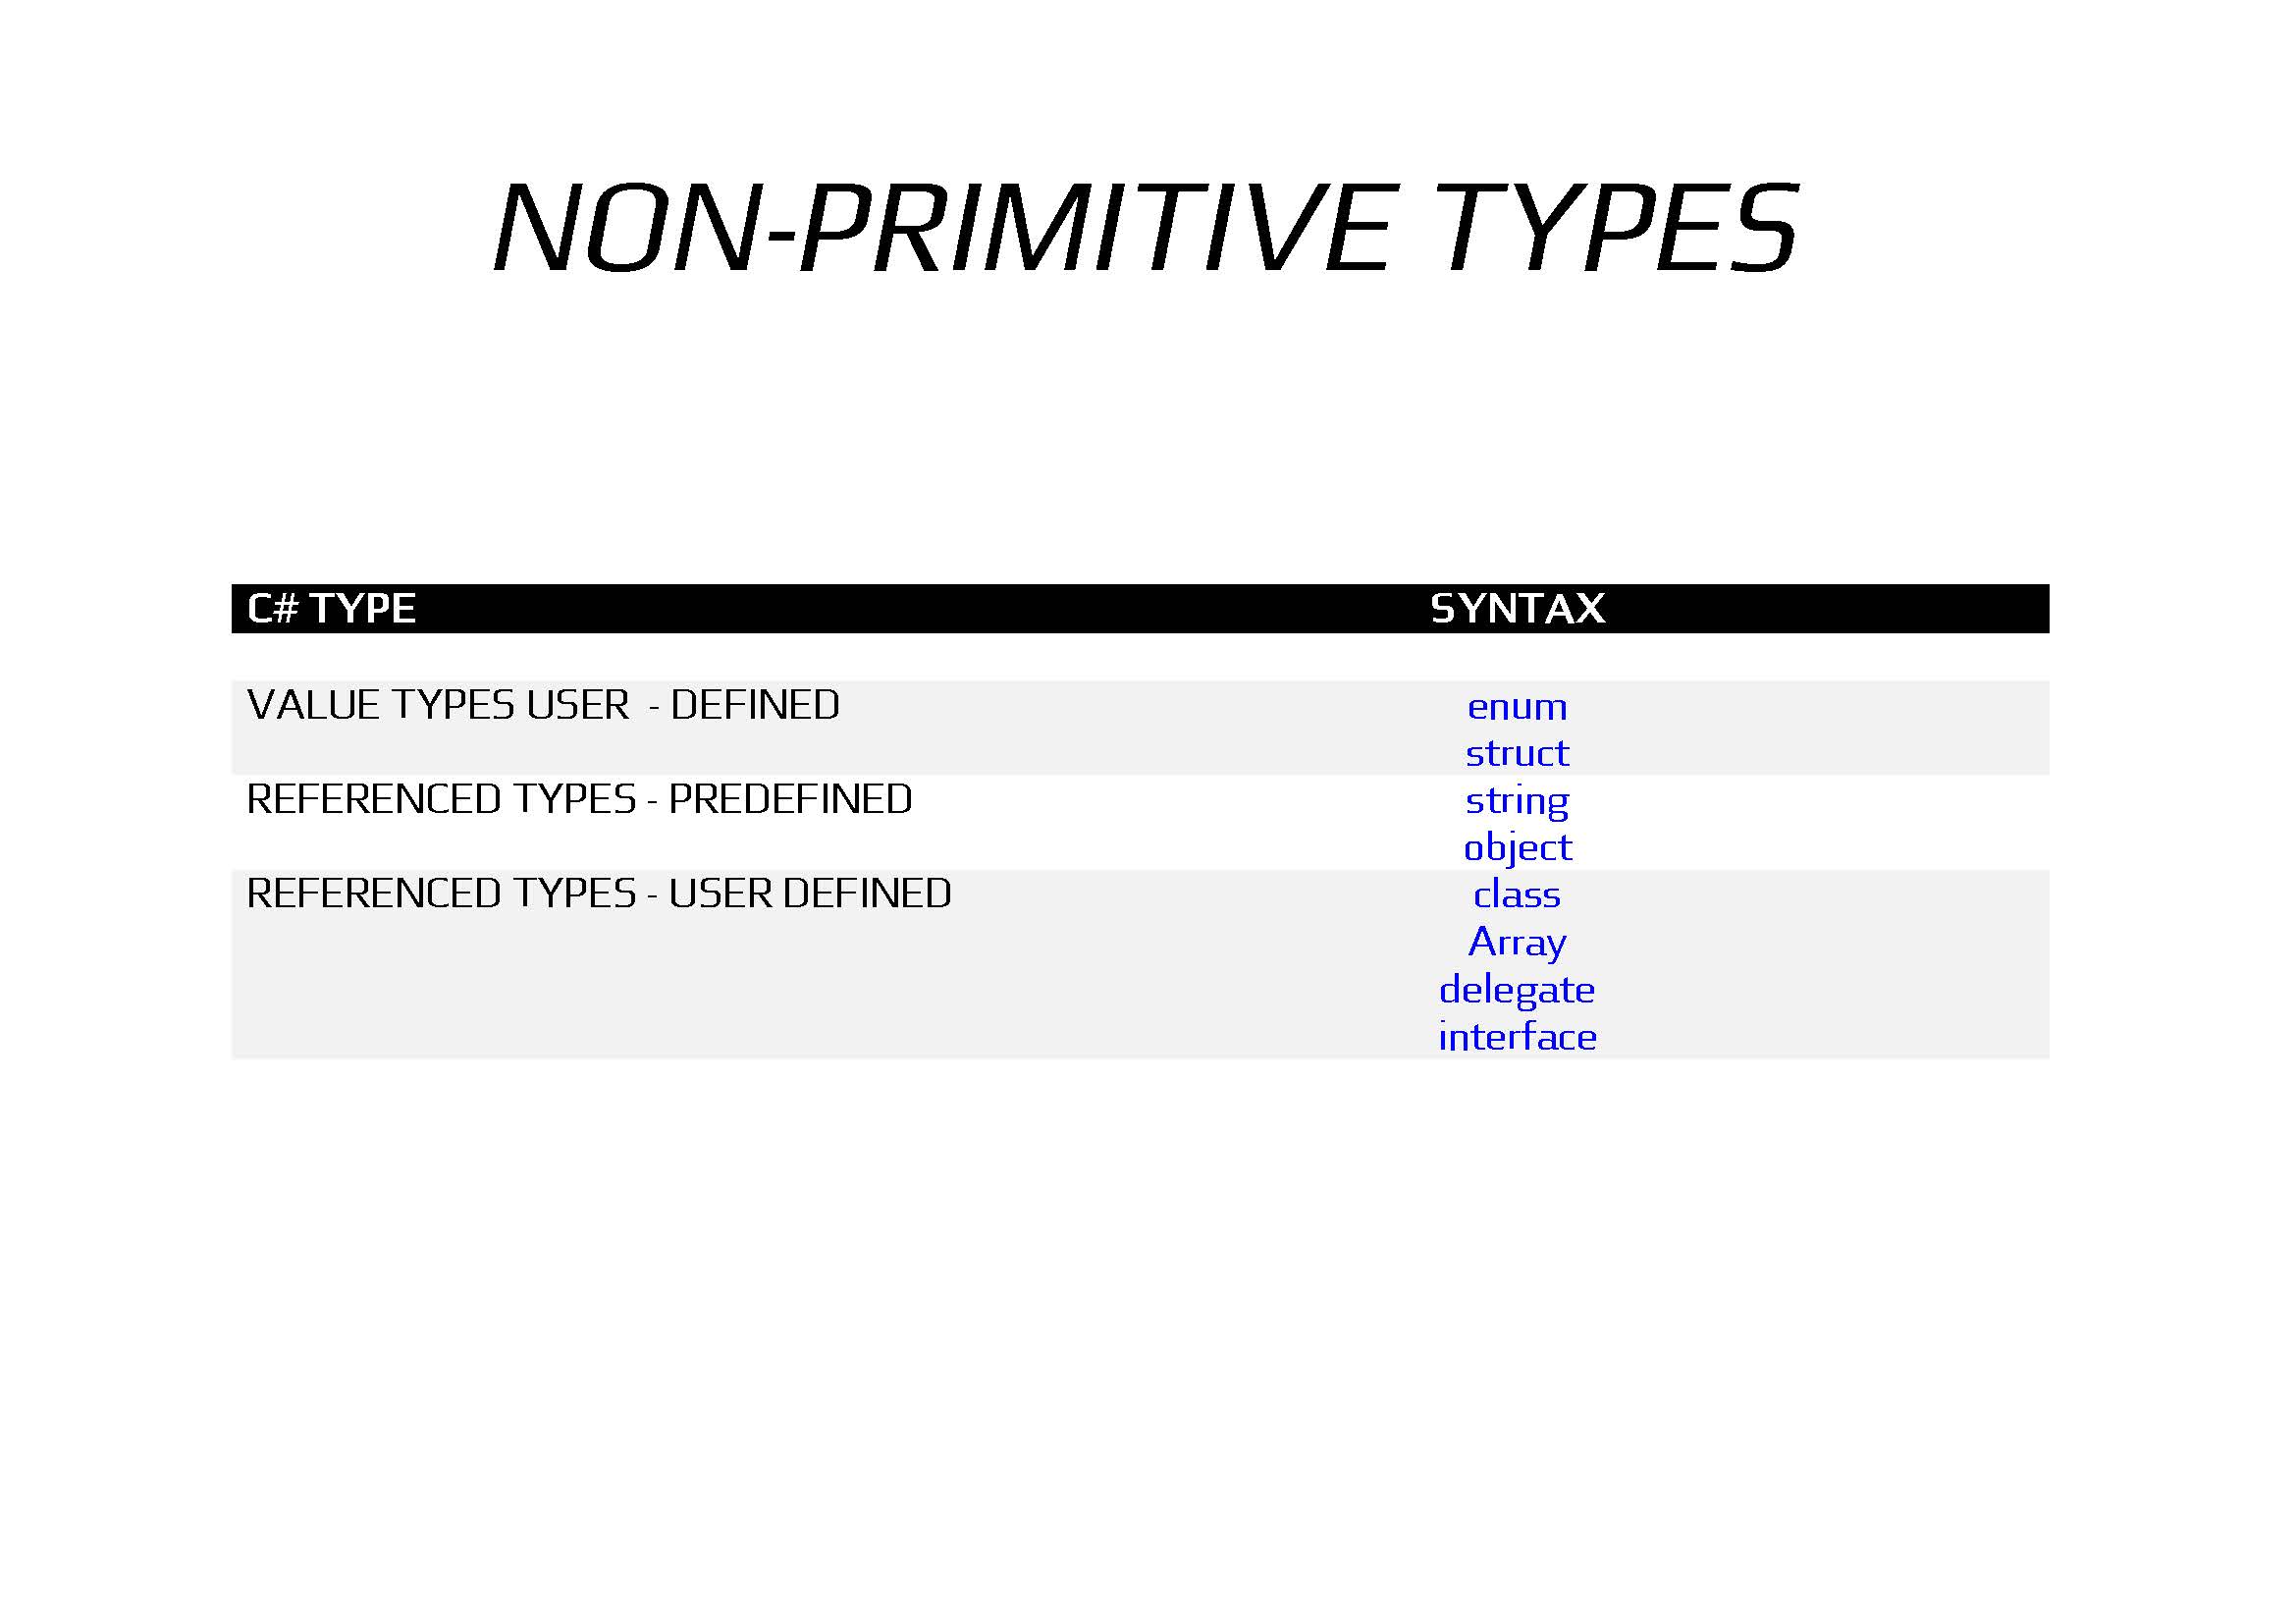 NON-PRIMITIVE TYPES
C# TYPE SYNTAX
VALUE TYPES USER - DEFINED enum
struct
REFERENCED TYPES - PREDEFINED string
object
REFERENCED TYPES - USER DEFINED class
Array
delegate
interface